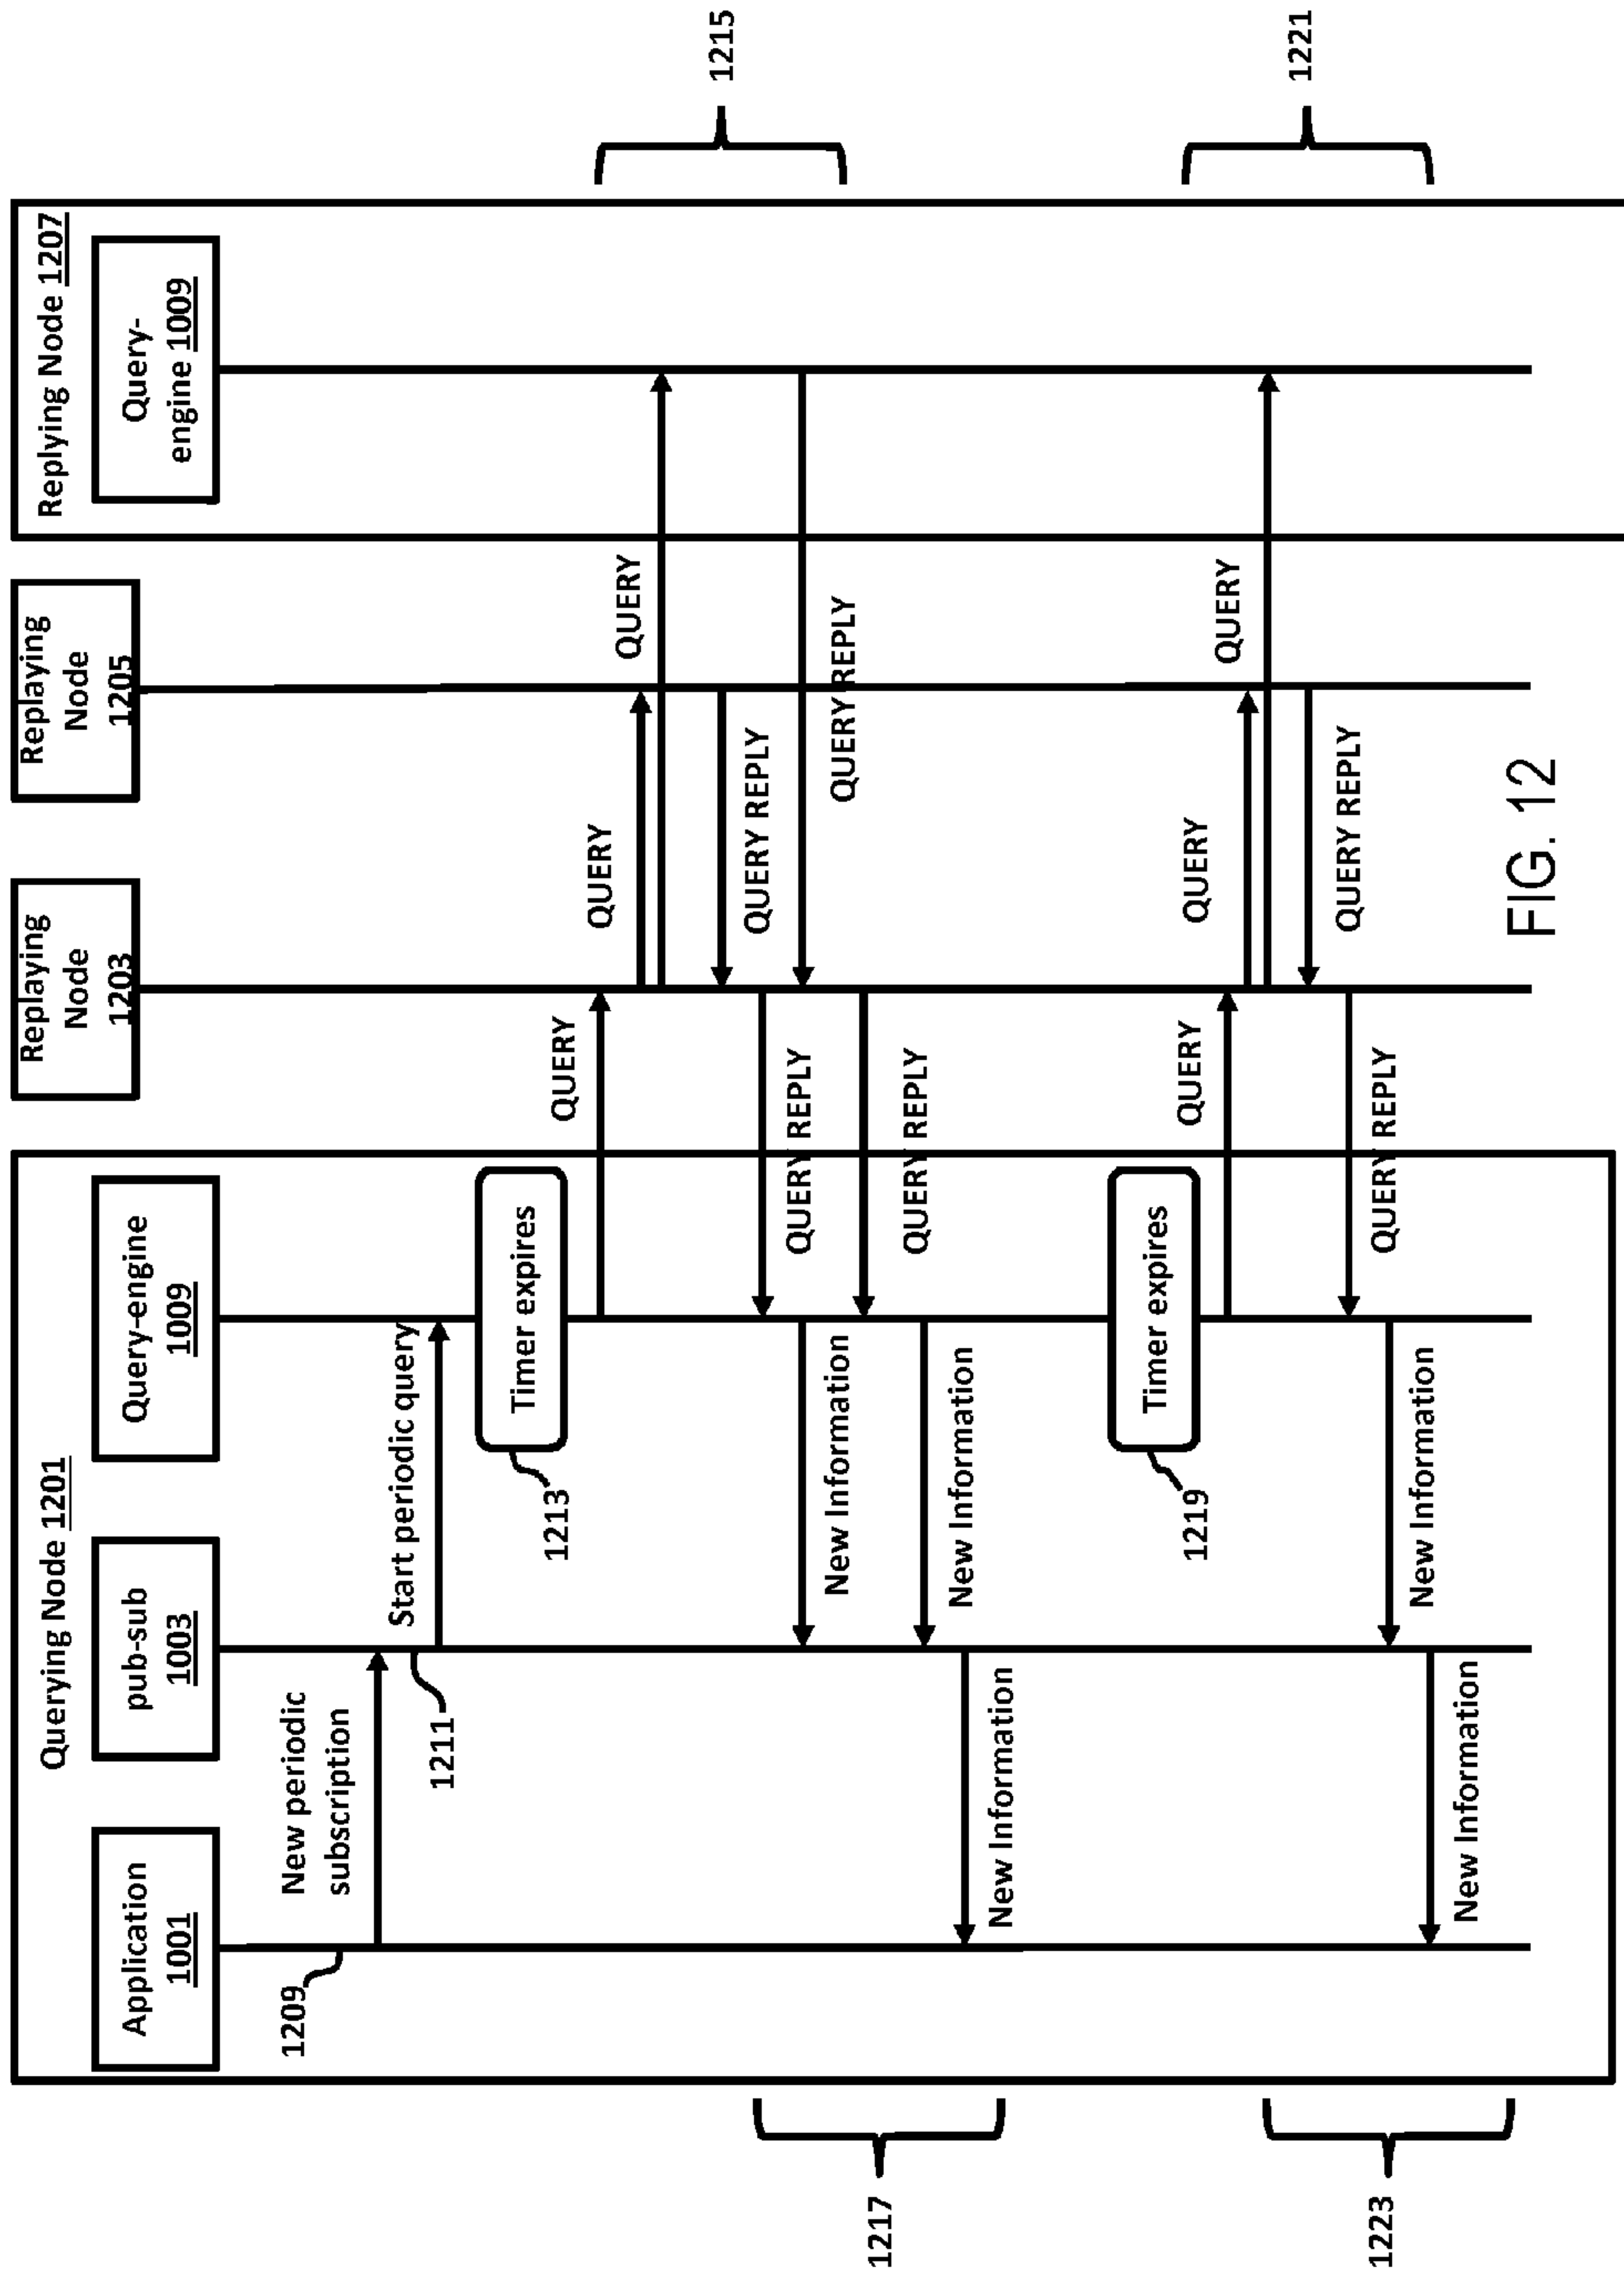 Querying Node 1201
Replaying
Node
1203
Replaying
Node
1205
Replying Node 1207
Application
1001
pub-sub
1003
Query-engine
1009
Query-
engine 1009
1209
New periodic
subscription
1211
Start periodic query
1213
Timer expires
QUERY
QUERY
QUERY
1215
QUERY REPLY
QUERY REPLY
QUERY REPLY
QUERY REPLY
1217
New Information
New Information
New Information
1219
Timer expires
QUERY
QUERY
QUERY
1221
QUERY REPLY
QUERY REPLY
1223
New Information
New Information
FIG. 12